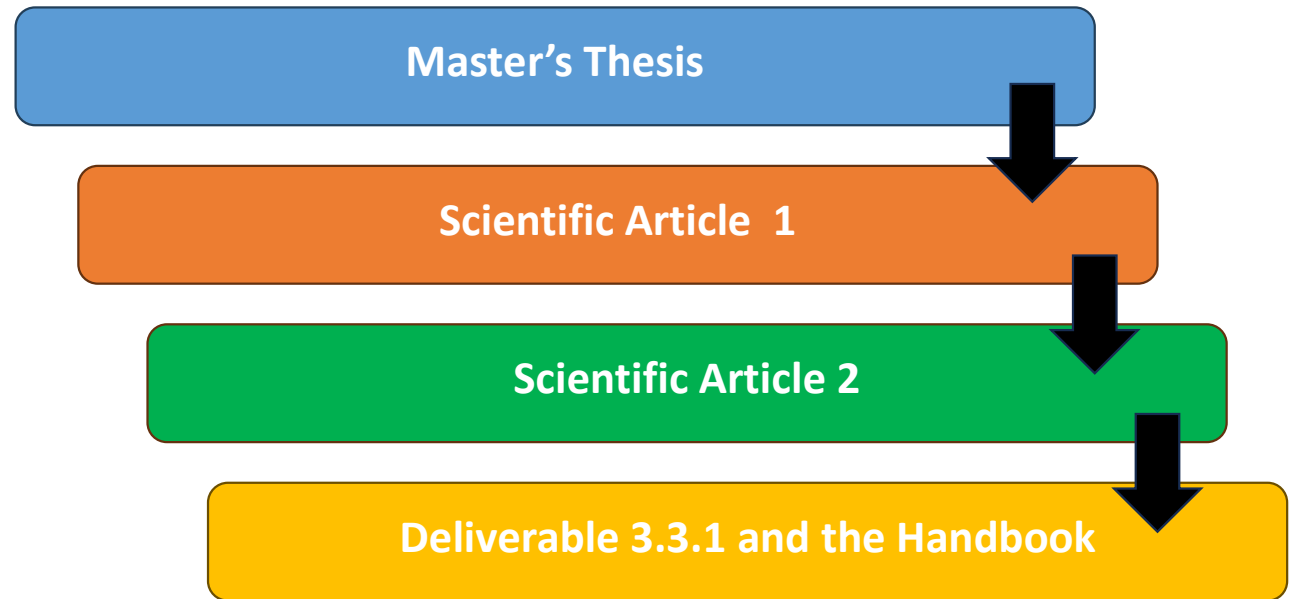 Master’s Thesis
Scientific Article 1
Scientific Article 2
Deliverable 3.3.1 and the Handbook